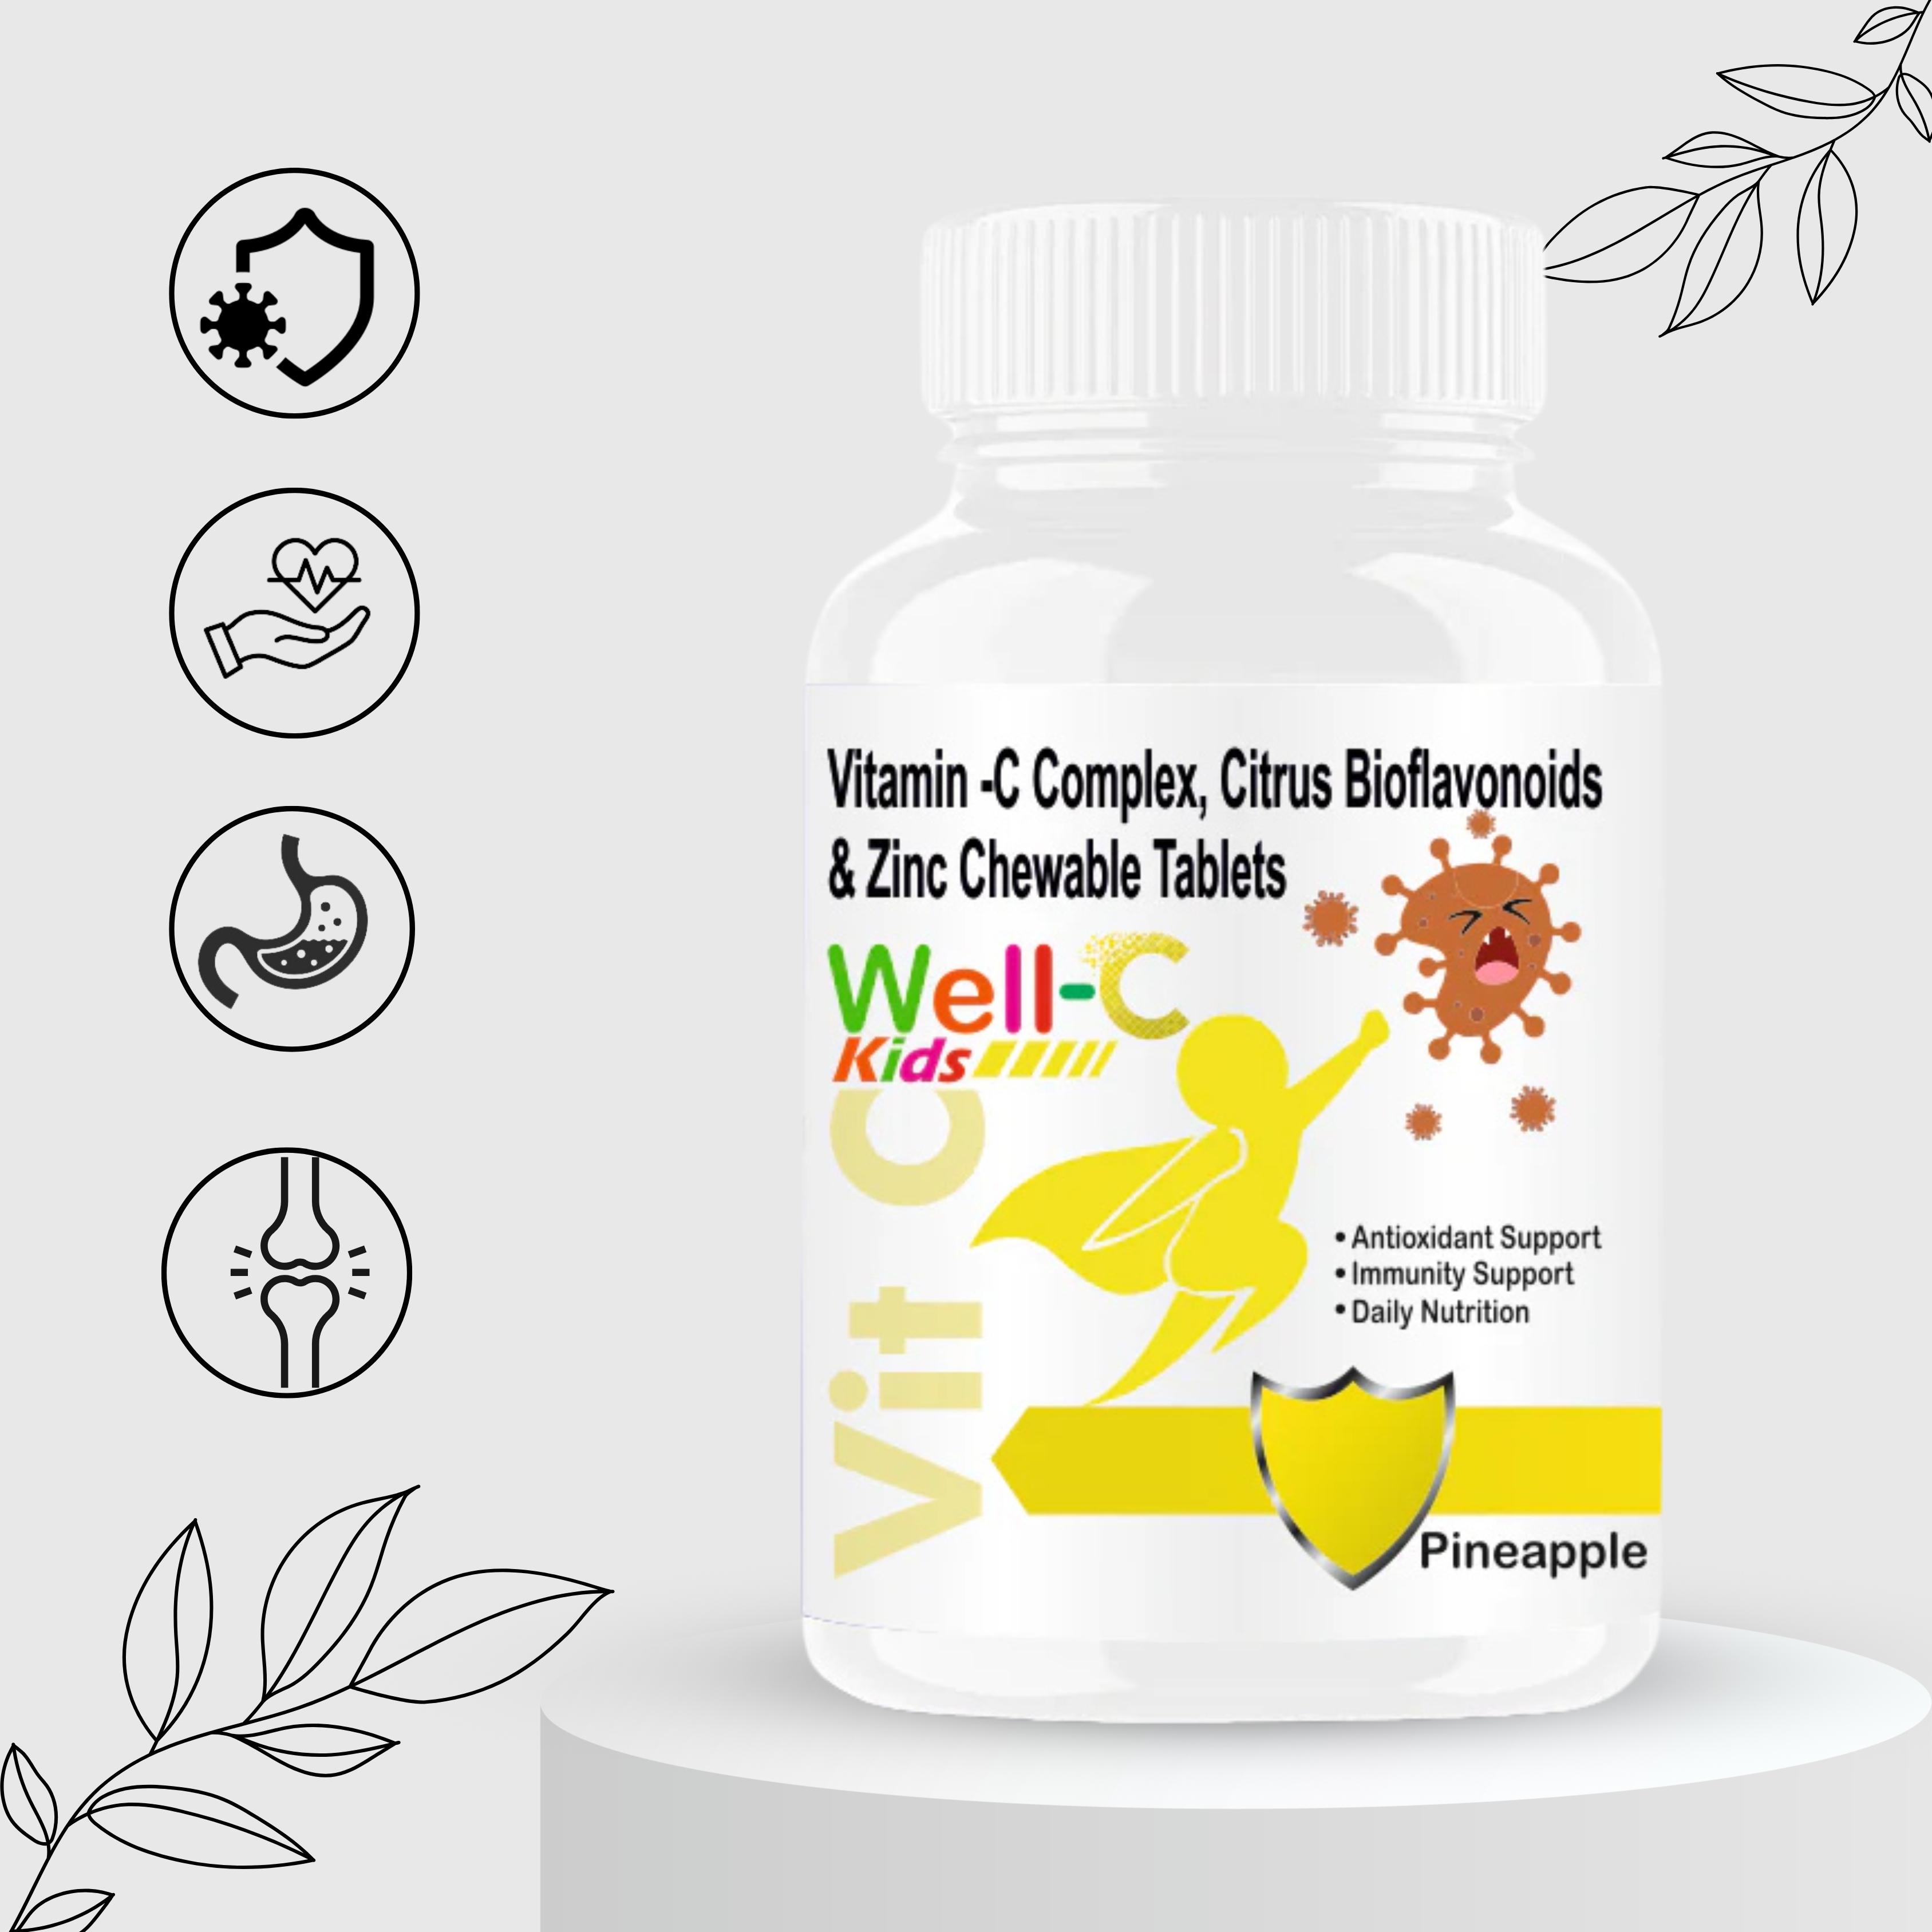 Vitamin -C Complex, Citrus Bioflavonoids
& Zinc Chewable Tablets
Well-C
Kids
Vit C
• Antioxidant Support
• Immunity Support
• Daily Nutrition
Pineapple